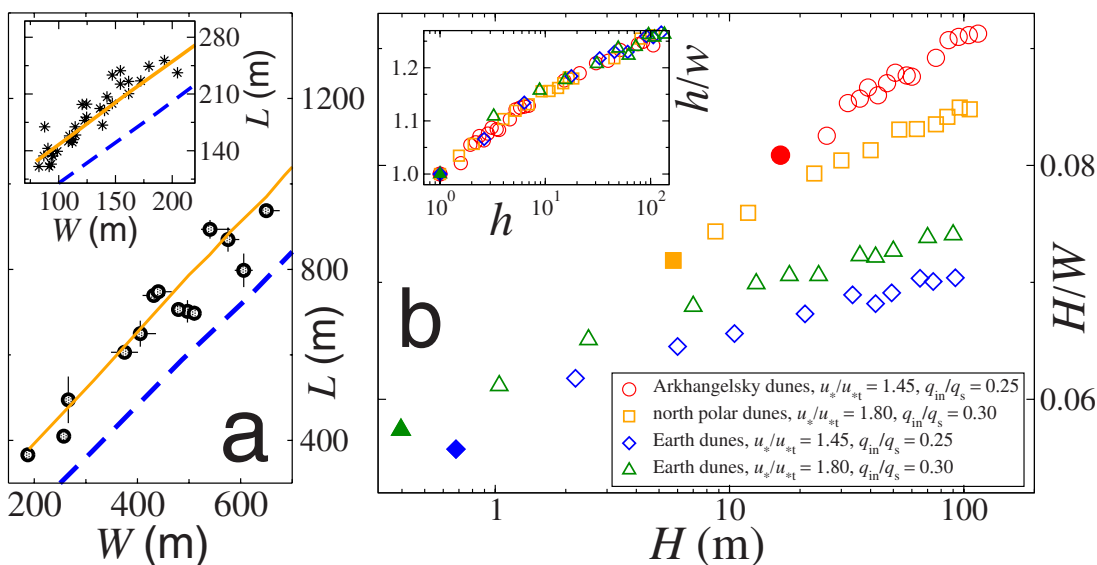 280
210
140
L (m)
100
150
200
W (m)
1200
800
400
L (m)
a
200
400
600
W (m)
1.2
1.1
1.0
h/w
10⁰
10¹
10²
h
b
0.08
0.06
H/W
Arkhangelsky dunes, u*/u*t = 1.45, qin/qs = 0.25
north polar dunes, u*/u*t = 1.80, qin/qs = 0.30
Earth dunes, u*/u*t = 1.45, qin/qs = 0.25
Earth dunes, u*/u*t = 1.80, qin/qs = 0.30
1
10
100
H (m)